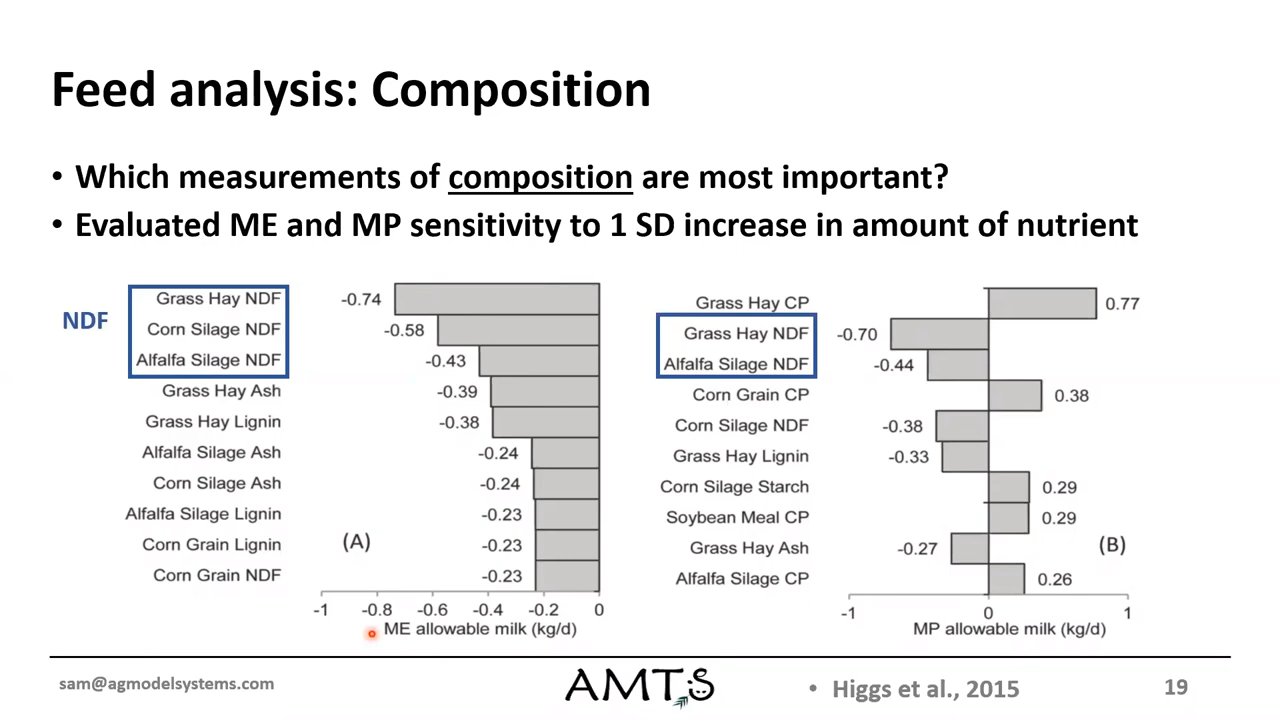 Feed analysis: Composition
• Which measurements of composition are most important?
• Evaluated ME and MP sensitivity to 1 SD increase in amount of nutrient
NDF
Grass Hay NDF -0.74
Corn Silage NDF -0.58
Alfalfa Silage NDF -0.43
Grass Hay Ash -0.39
Grass Hay Lignin -0.38
Alfalfa Silage Ash -0.24
Corn Silage Ash -0.24
Alfalfa Silage Lignin -0.23
Corn Grain Lignin -0.23
Corn Grain NDF -0.23
(A)
-1 -0.8 -0.6 -0.4 -0.2 0
ME allowable milk (kg/d)
Grass Hay CP 0.77
Grass Hay NDF -0.70
Alfalfa Silage NDF -0.44
Corn Grain CP 0.38
Corn Silage NDF -0.38
Grass Hay Lignin -0.33
Corn Silage Starch 0.29
Soybean Meal CP 0.29
Grass Hay Ash -0.27
Alfalfa Silage CP 0.26
(B)
-1 0 1
MP allowable milk (kg/d)
sam@agmodelsystems.com
AMTS
• Higgs et al., 2015
19